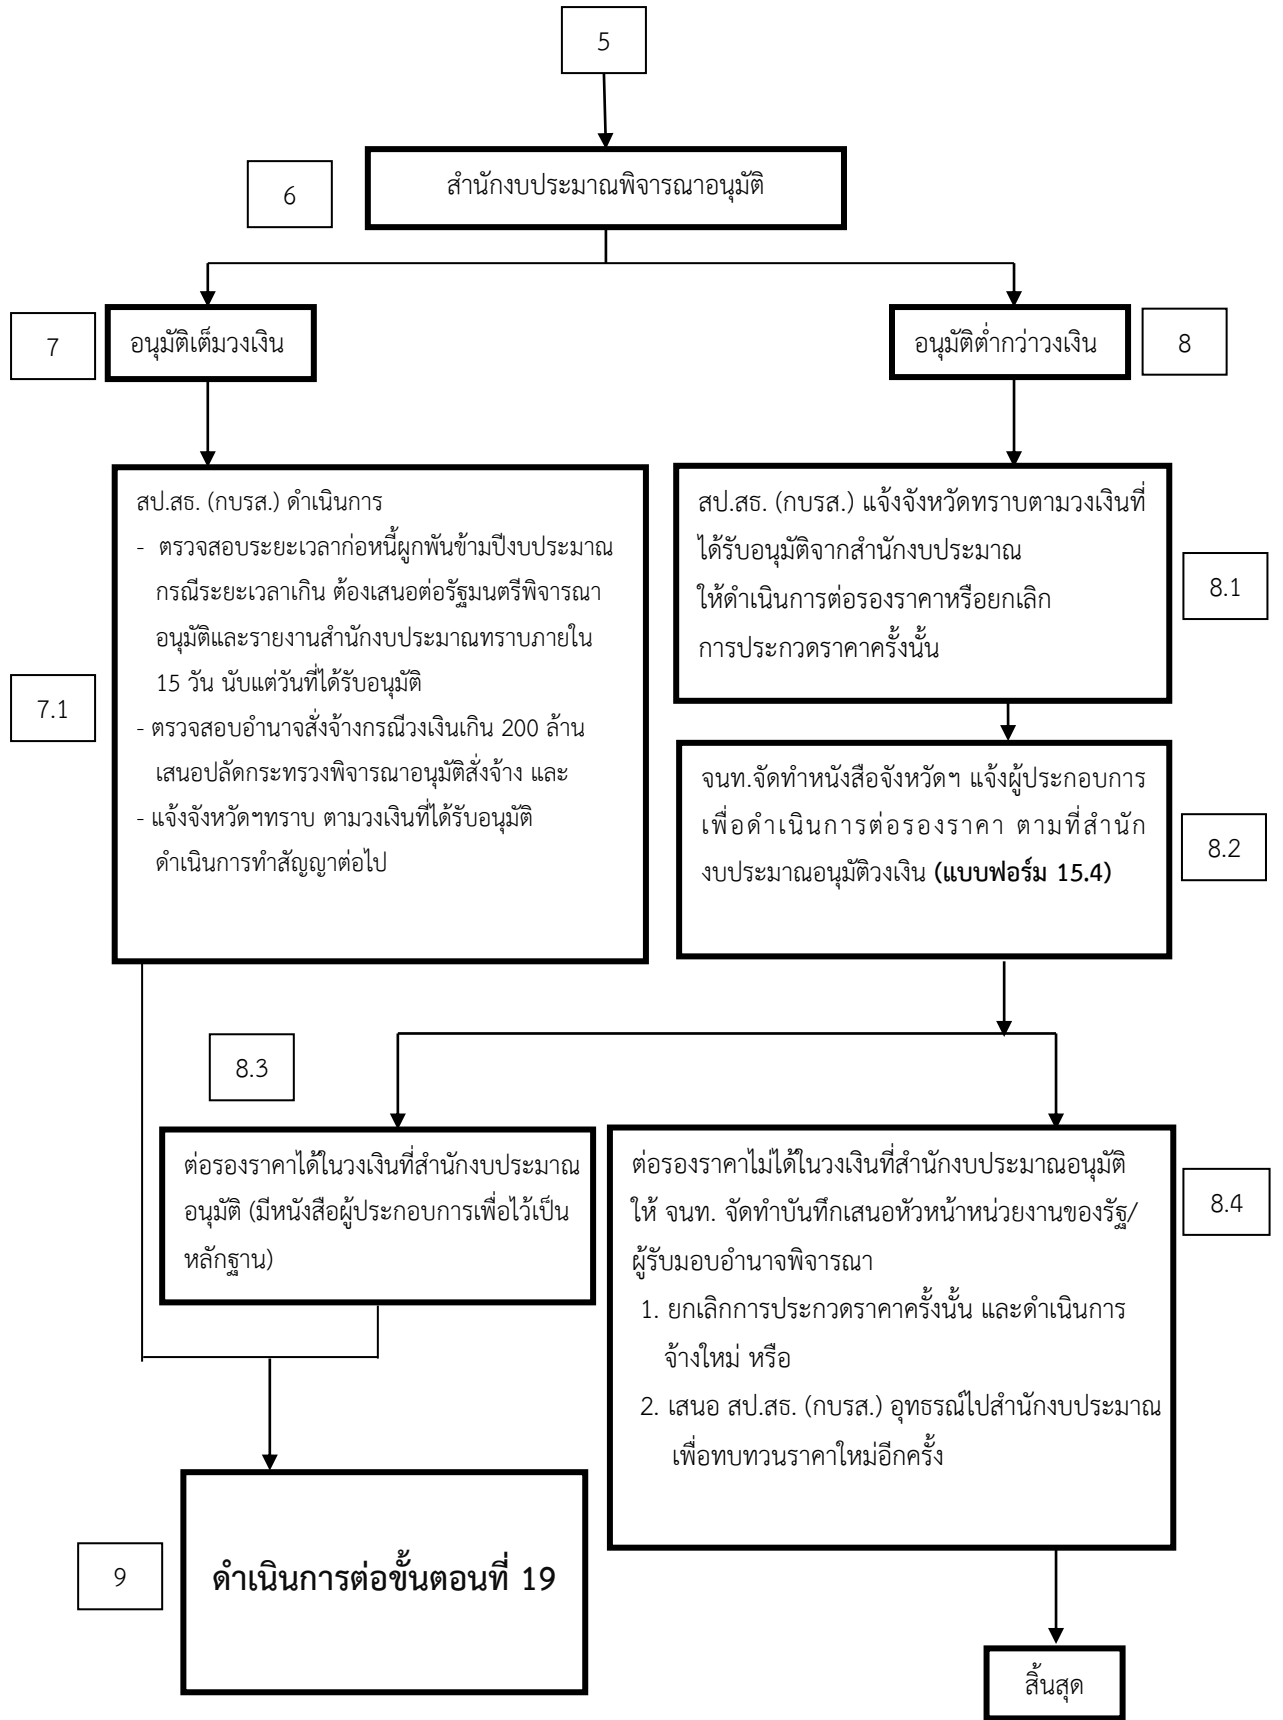 5
6
สำนักงบประมาณพิจารณาอนุมัติ
7
อนุมัติเต็มวงเงิน
อนุมัติต่ำกว่าวงเงิน
8
7.1
สป.สธ. (กบรส.) ดำเนินการ
- ตรวจสอบระยะเวลาก่อหนี้ผูกพันข้ามปีงบประมาณ
กรณีระยะเวลาเกิน ต้องเสนอต่อรัฐมนตรีพิจารณา
อนุมัติและรายงานสำนักงบประมาณทราบภายใน
15 วัน นับแต่วันที่ได้รับอนุมัติ
- ตรวจสอบอำนาจสั่งจ้างกรณีวงเงินเกิน 200 ล้าน
เสนอปลัดกระทรวงพิจารณาอนุมัติสั่งจ้าง และ
- แจ้งจังหวัดฯทราบ ตามวงเงินที่ได้รับอนุมัติ
ดำเนินการทำสัญญาต่อไป
สป.สธ. (กบรส.) แจ้งจังหวัดทราบตามวงเงินที่
ได้รับอนุมัติจากสำนักงบประมาณ
ให้ดำเนินการต่อรองราคาหรือยกเลิก
การประกวดราคาครั้งนั้น
8.1
จนท.จัดทำหนังสือจังหวัดฯ แจ้งผู้ประกอบการ
เพื่อดำเนินการต่อรองราคา ตามที่สำนัก
งบประมาณอนุมัติวงเงิน (แบบฟอร์ม 15.4)
8.2
8.3
ต่อรองราคาได้ในวงเงินที่สำนักงบประมาณ
อนุมัติ (มีหนังสือผู้ประกอบการเพื่อไว้เป็น
หลักฐาน)
ต่อรองราคาไม่ได้ในวงเงินที่สำนักงบประมาณอนุมัติ
ให้ จนท. จัดทำบันทึกเสนอหัวหน้าหน่วยงานของรัฐ/
ผู้รับมอบอำนาจพิจารณา
1. ยกเลิกการประกวดราคาครั้งนั้น และดำเนินการ
จ้างใหม่ หรือ
2. เสนอ สป.สธ. (กบรส.) อุทธรณ์ไปสำนักงบประมาณ
เพื่อทบทวนราคาใหม่อีกครั้ง
8.4
9
ดำเนินการต่อขั้นตอนที่ 19
สิ้นสุด